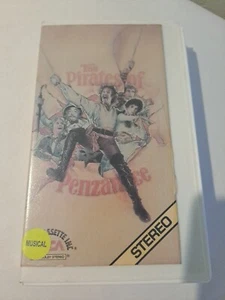 The
Pirates of
Penzance
MUSICAL
STEREO